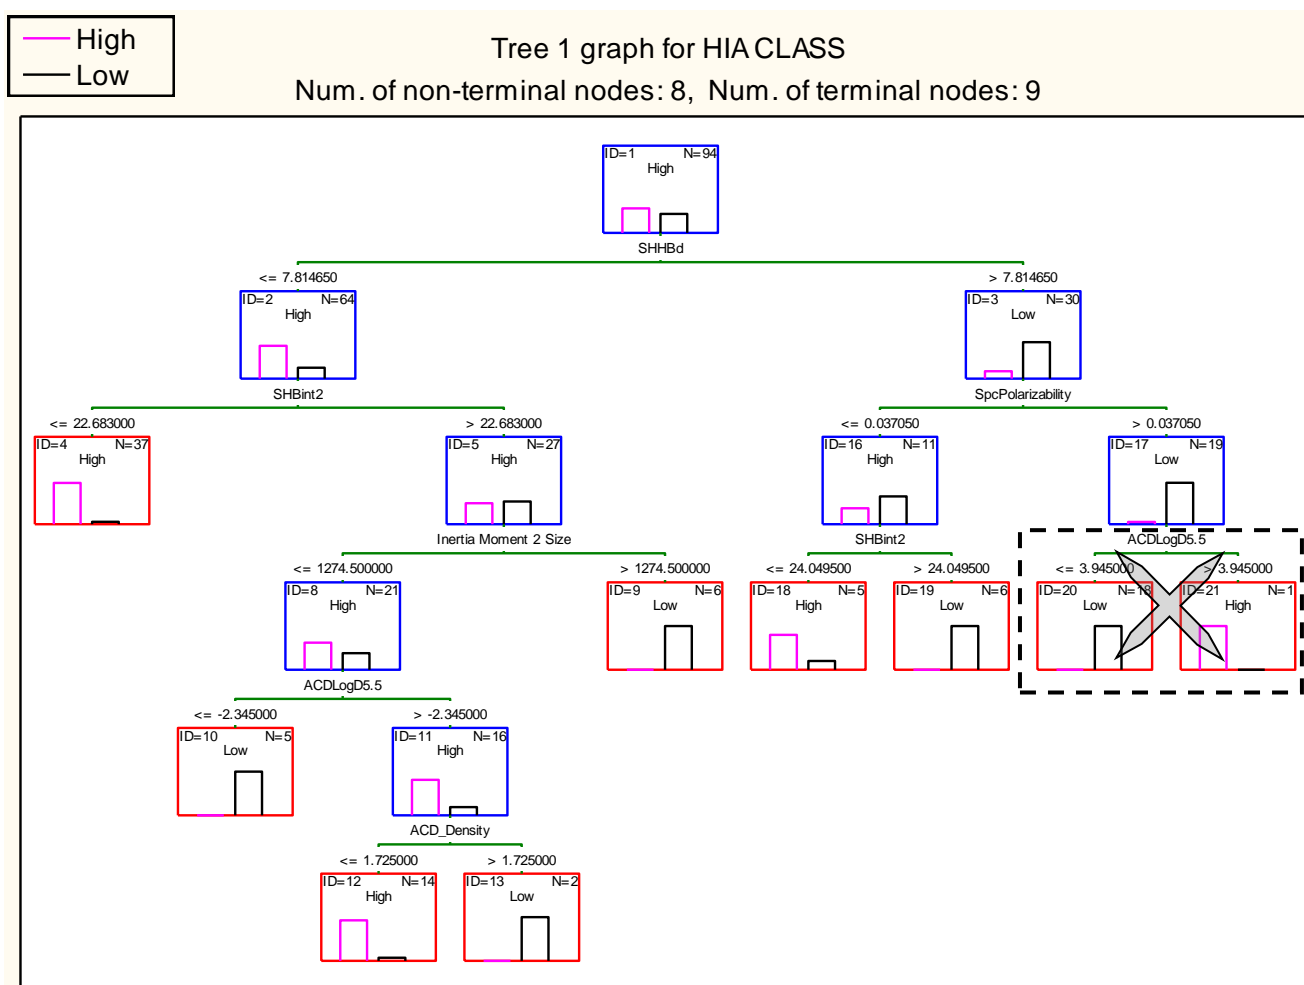 High
Low
Tree 1 graph for HIA CLASS
Num. of non-terminal nodes: 8, Num. of terminal nodes: 9
ID=1 N=94
High
SHHBd
<= 7.814650 > 7.814650
ID=2 N=64 ID=3 N=30
High Low
SHBint2 SpcPolarizability
<= 22.683000 > 22.683000 <= 0.037050 > 0.037050
ID=4 N=37 ID=5 N=27 ID=16 N=11 ID=17 N=19
High High High Low
Inertia Moment 2 Size SHBint2 ACDLogD5.5
<= 1274.500000 > 1274.500000 <= 24.049500 > 24.049500 <= 3.945000 > 3.945000
ID=8 N=21 ID=9 N=6 ID=18 N=5 ID=19 N=6 ID=20 N=18 ID=21 N=1
High Low High Low Low High
ACDLogD5.5
<= -2.345000 > -2.345000
ID=10 N=5 ID=11 N=16
Low High
ACD_Density
<= 1.725000 > 1.725000
ID=12 N=14 ID=13 N=2
High Low